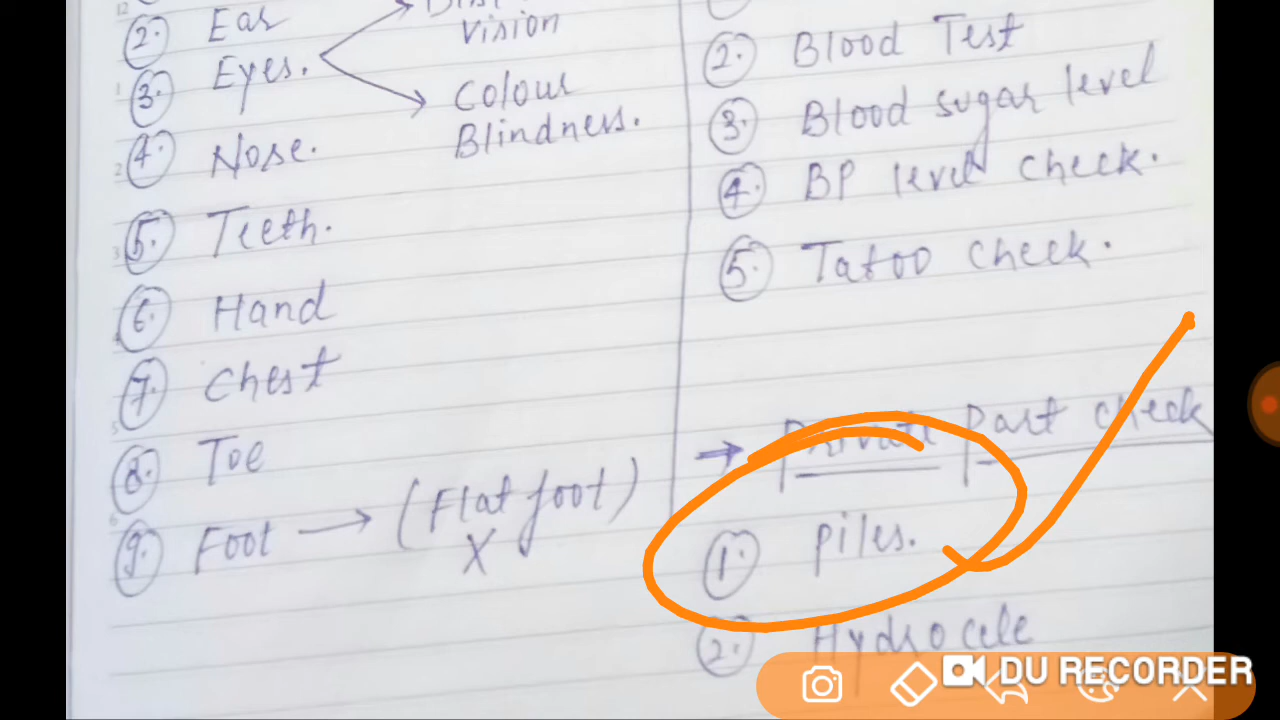 2. Ear
vision
3. Eyes.
Colour
Blindness.
4. Nose.
5. Teeth.
6. Hand
7. Chest
8. Toe
9. Foot → (Flat foot)
X
2. Blood Test
3. Blood sugar level
4. BP level check.
5. Tatoo check.
→ Private Part check
1. Piles.
2. Hydrocele
DU RECORDER